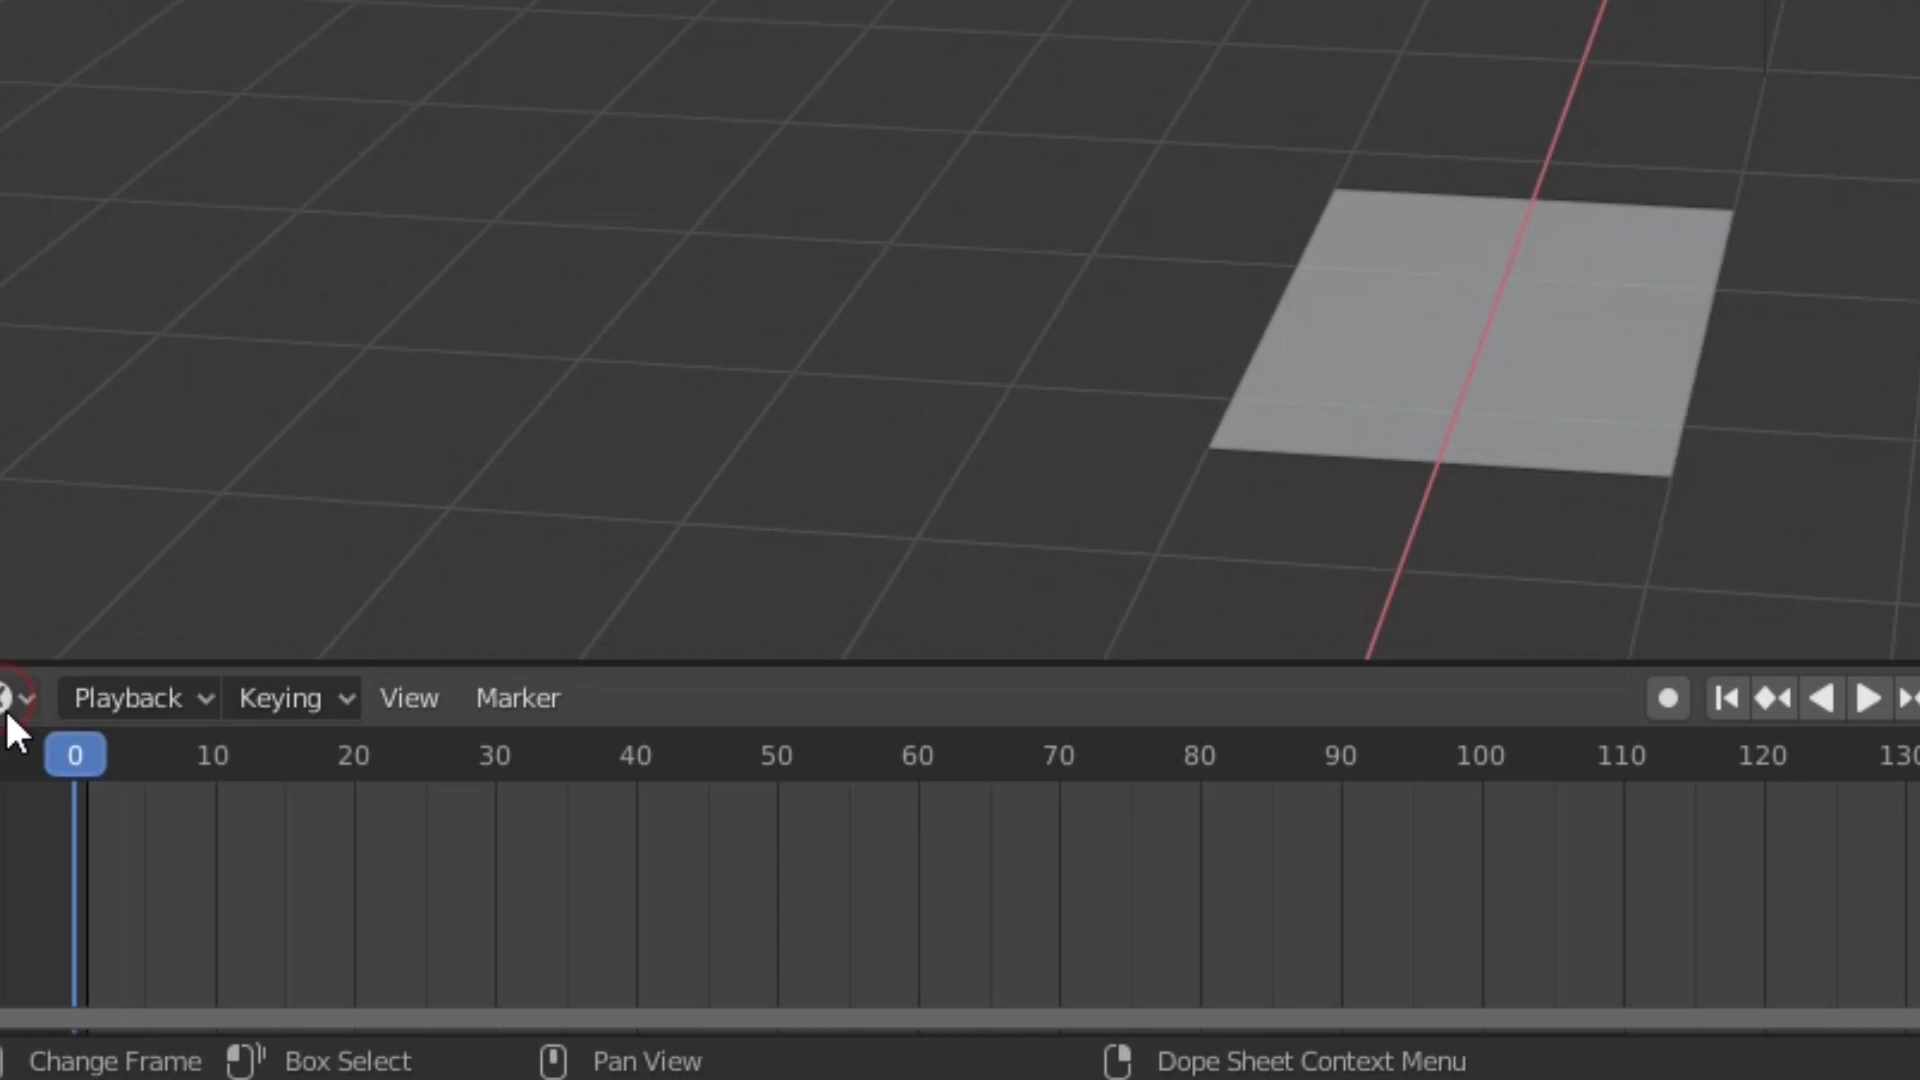 Playback Keying View Marker
0 10 20 30 40 50 60 70 80 90 100 110 120 130
Change Frame Box Select Pan View Dope Sheet Context Menu